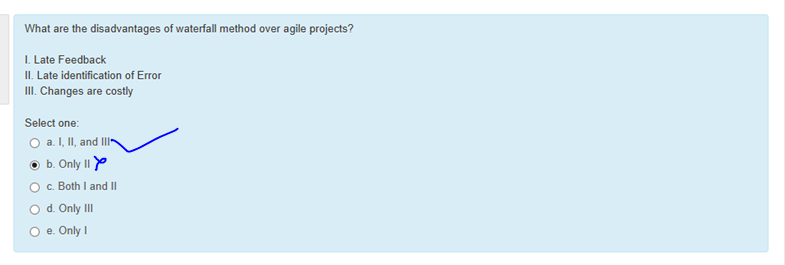 What are the disadvantages of waterfall method over agile projects?
I. Late Feedback
II. Late identification of Error
III. Changes are costly
Select one:
a. I, II, and III
b. Only II
c. Both I and II
d. Only III
e. Only I